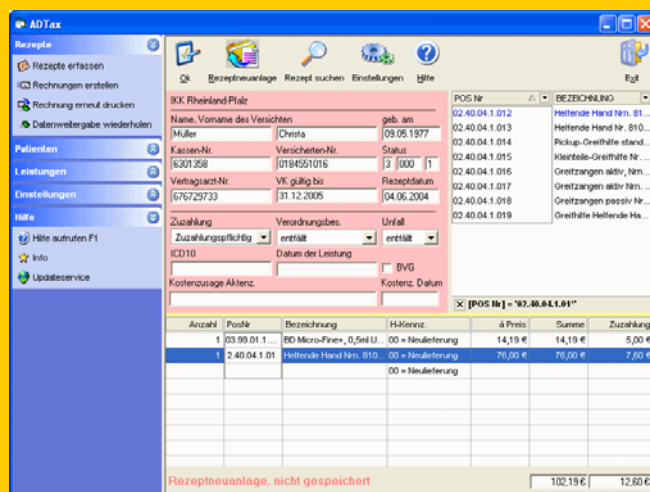 ADTax
Rezepte
Rezepte erfassen
Rechnungen erstellen
Rechnung erneut drucken
Datenweitergabe wiederholen
Patienten
Leistungen
Einstellungen
Hilfe
Hilfe aufrufen F1
Info
Updateservice
Ok Rezeptneuanlage Rezept suchen Einstellungen Hilfe Exit
IKK Rheinland-Pfalz
Name, Vorname des Versichten geb. am
Müller Christa 09.05.1977
Kassen-Nr. Versicherten-Nr. Status
6301358 0184551016 3 000 1
Vertragsarzt-Nr. VK gültig bis Rezeptdatum
676729733 31.12.2005 04.06.2004
Zuzahlung Verordnungsbes. Unfall
Zuzahlungspflichtig entfällt entfällt
ICD10 Datum der Leistung
BVG
Kostenzusage Aktenz. Kostenz. Datum
POS Nr BEZEICHNUNG
02.40.04.1.012 Helfende Hand Nrn. 81...
02.40.04.1.013 Helfende Hand Nr. 810...
02.40.04.1.014 Pickup-Greifhilfe stand...
02.40.04.1.015 Kleinteile-Greifhilfe Nr. ...
02.40.04.1.016 Greifzangen aktiv, Nrn...
02.40.04.1.017 Greifzangen aktiv Nrn. ...
02.40.04.1.018 Greifzangen passiv Nr...
02.40.04.1.019 Greifhilfe Helfende Ha...
[POS Nr] = "02.40.04.1.01"
Anzahl PosNr Bezeichnung H-Kennz. à Preis Summe Zuzahlung
1 03.99.01.1.... BD Micro-Fine+, 0,5ml U... 00 = Neulieferung 14,19 € 14,19 € 5,00 €
1 2.40.04.1.01 Helfende Hand Nrn. 810... 00 = Neulieferung 76,00 € 76,00 € 7,60 €
00 = Neulieferung
Rezeptneuanlage, nicht gespeichert 102,19 € 12,60 €